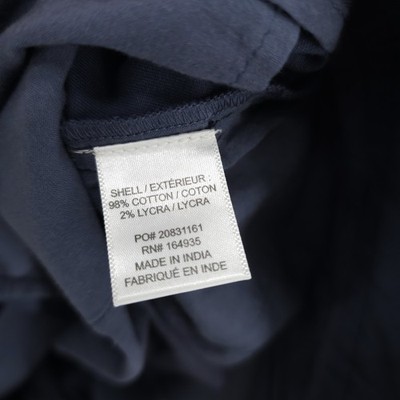 SHELL / EXTÉRIEUR :
98% COTTON / COTON
2% LYCRA / LYCRA
PO# 20831161
RN# 164935
MADE IN INDIA
FABRIQUÉ EN INDE